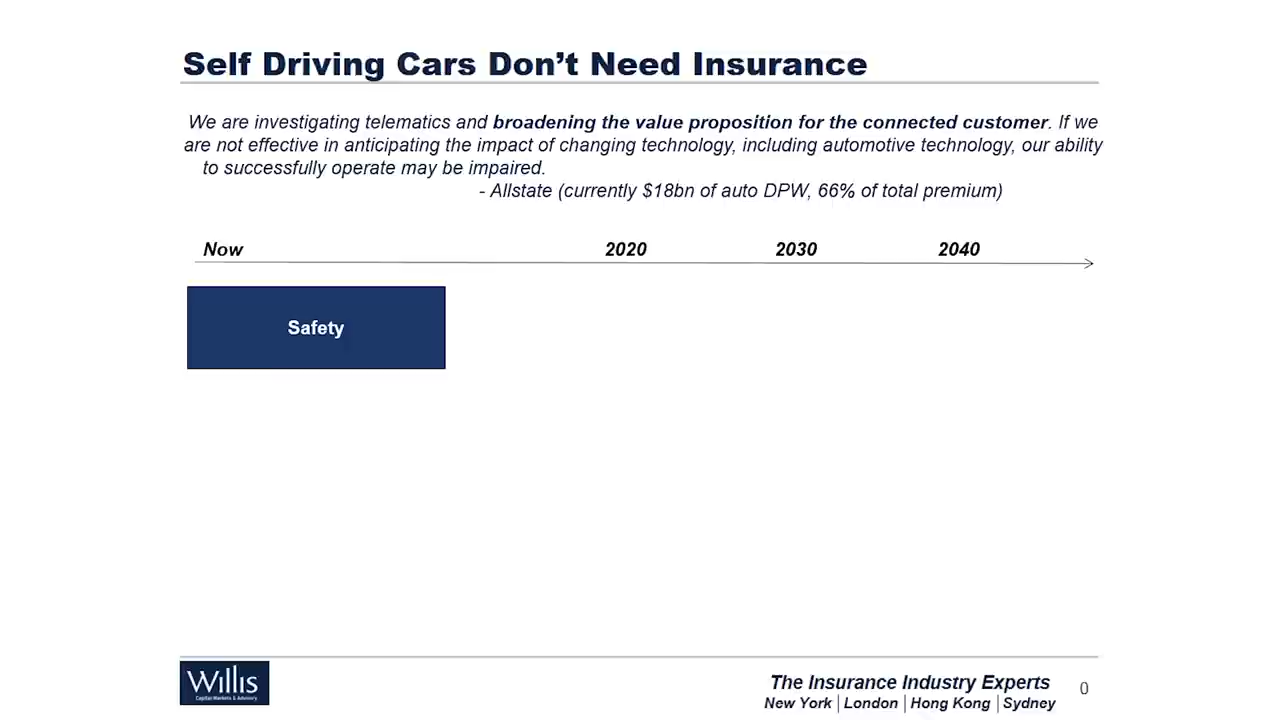 Self Driving Cars Don’t Need Insurance
We are investigating telematics and broadening the value proposition for the connected customer. If we
are not effective in anticipating the impact of changing technology, including automotive technology, our ability
to successfully operate may be impaired.
- Allstate (currently $18bn of auto DPW, 66% of total premium)
Now 2020 2030 2040
Safety
Willis
Capital Markets & Advisory
The Insurance Industry Experts
New York | London | Hong Kong | Sydney
0